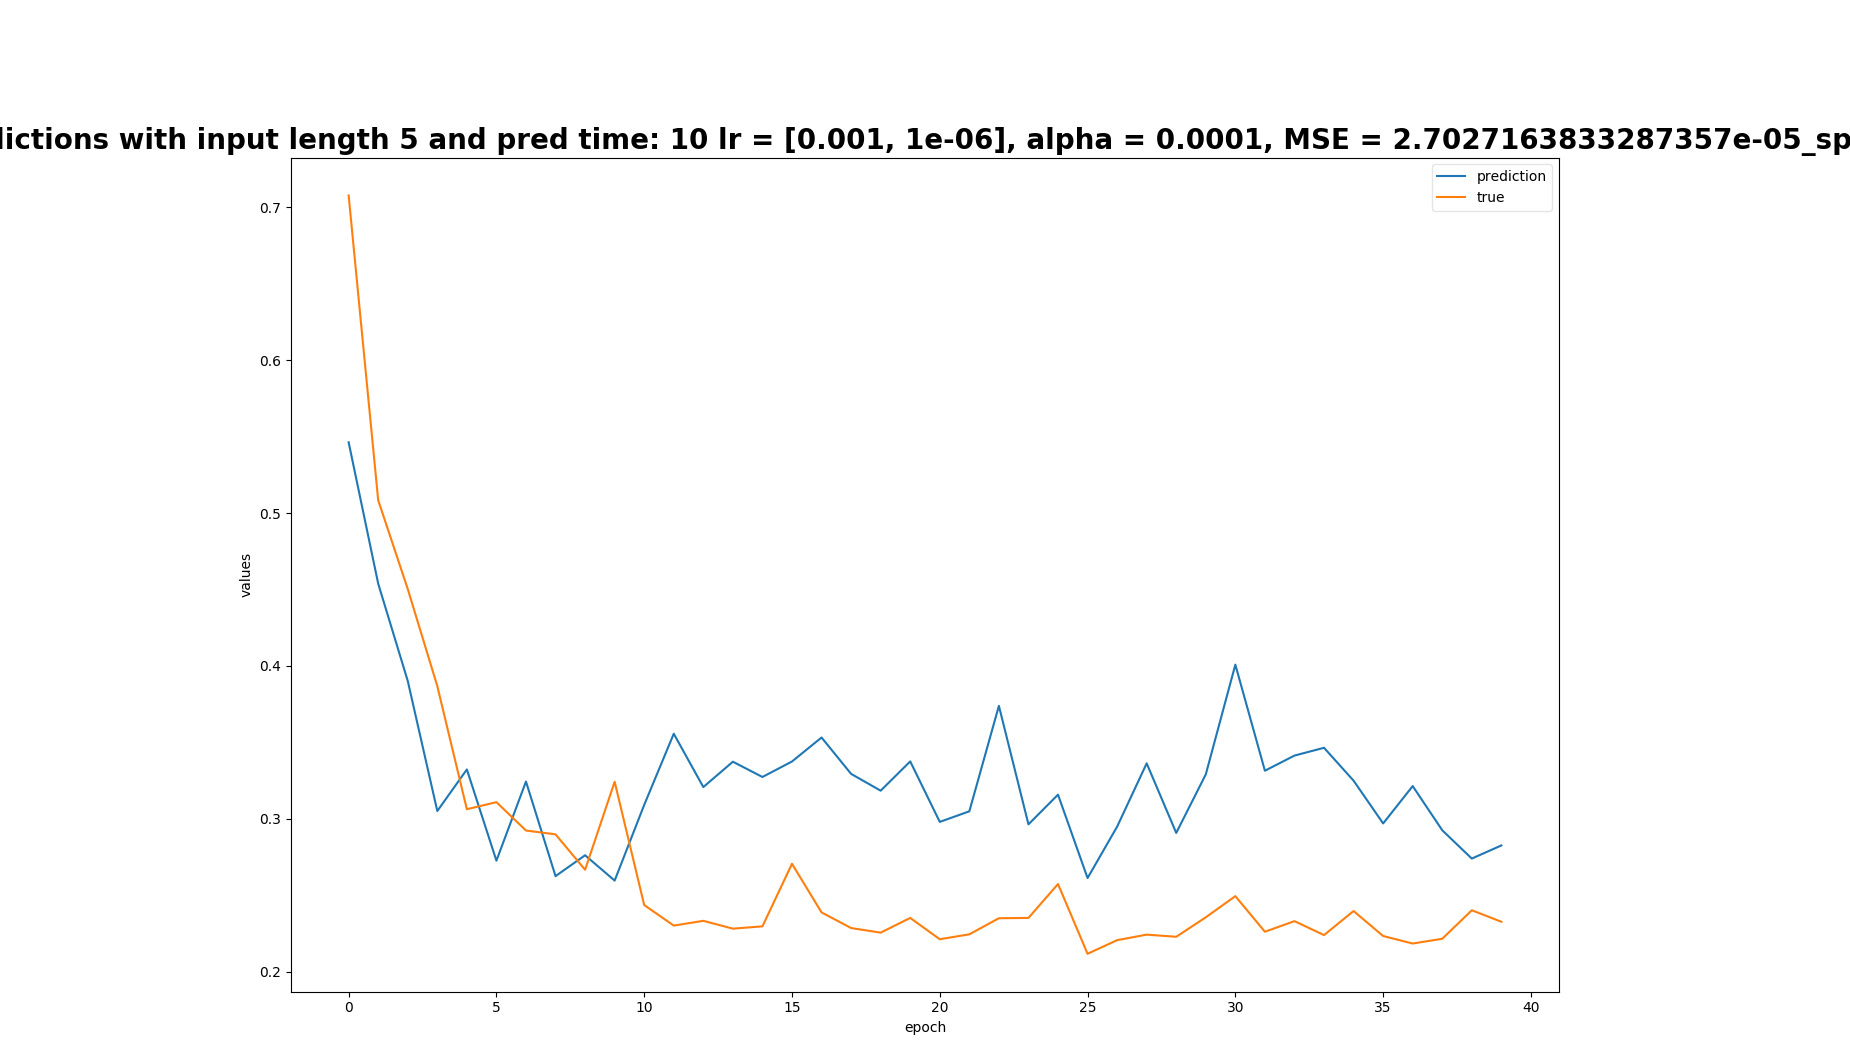 dictions with input length 5 and pred time: 10 lr = [0.001, 1e-06], alpha = 0.0001, MSE = 2.7027163833287357e-05_sp
prediction
true
0.7
0.6
0.5
0.4
0.3
0.2
values
0 5 10 15 20 25 30 35 40
epoch